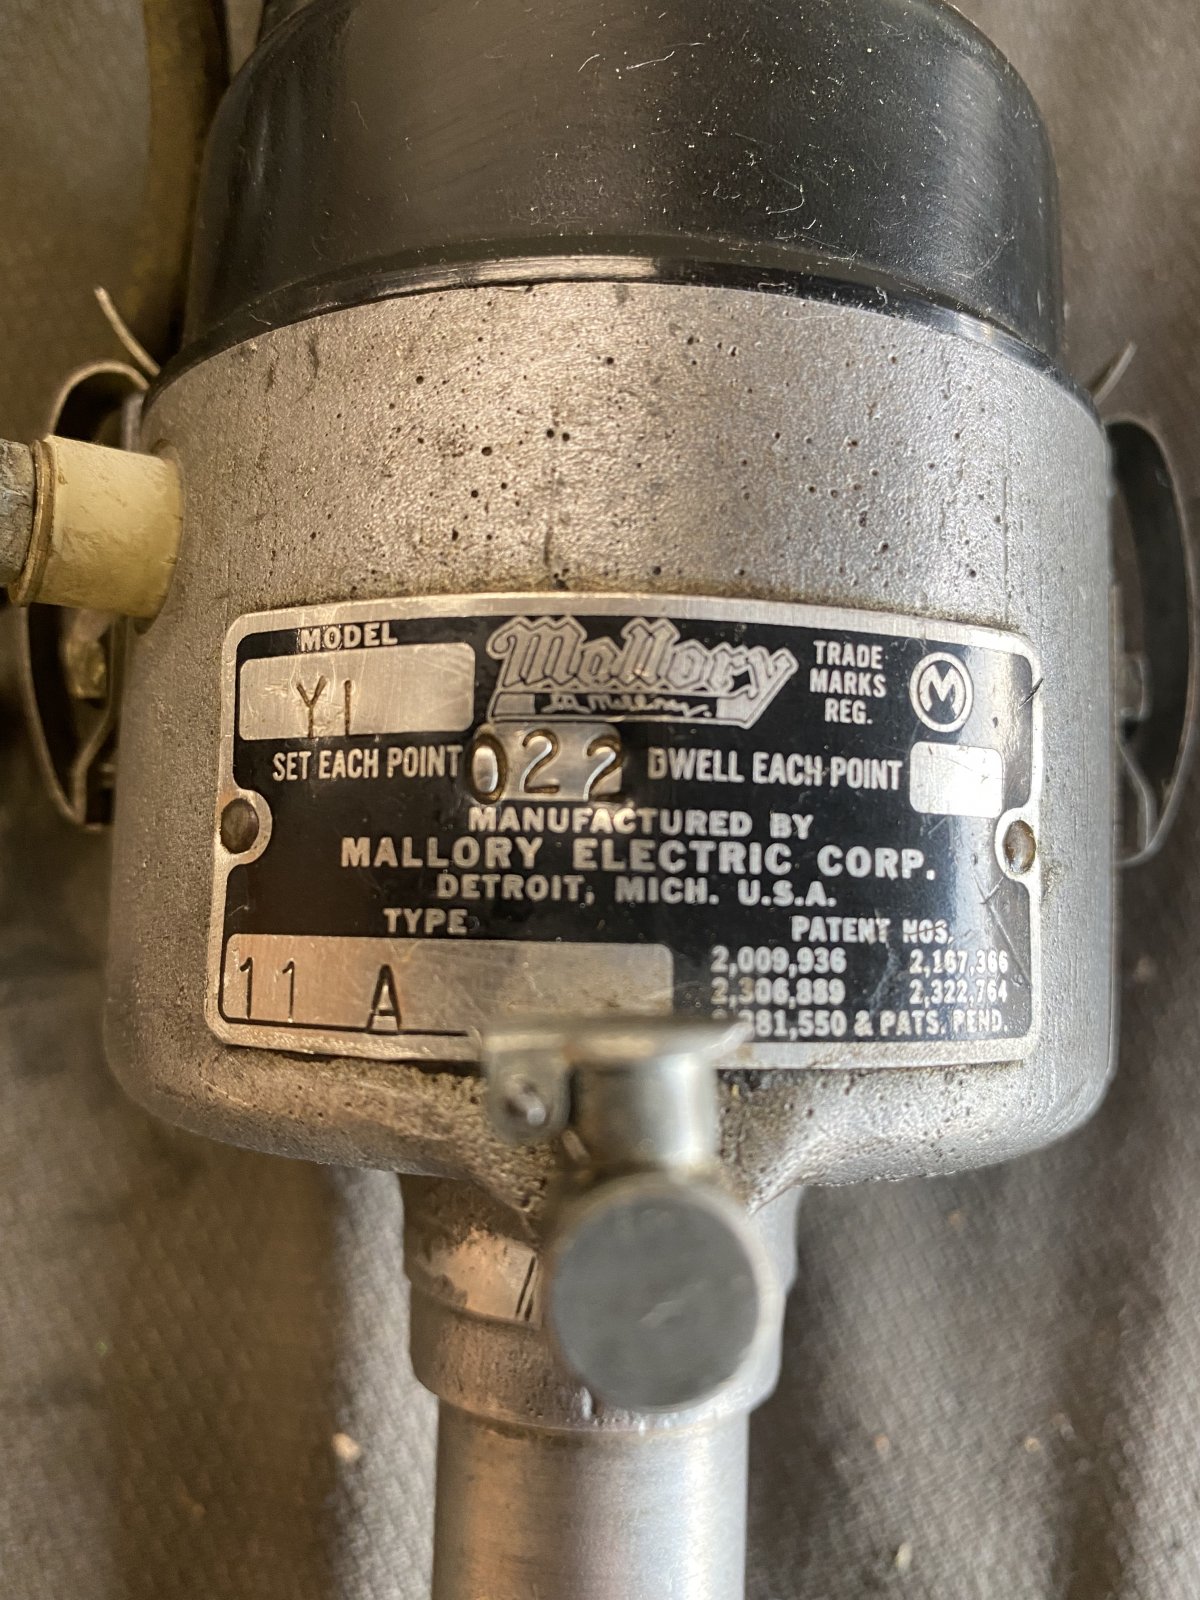 MODEL
Y1
Mallory
TRADE
MARKS
REG.
M
SET EACH POINT 022 DWELL EACH POINT
MANUFACTURED BY
MALLORY ELECTRIC CORP.
DETROIT, MICH. U.S.A.
TYPE
11 A
PATENT NOS.
2,009,936 2,167,366
2,306,889 2,322,764
381,550 & PATS. PEND.